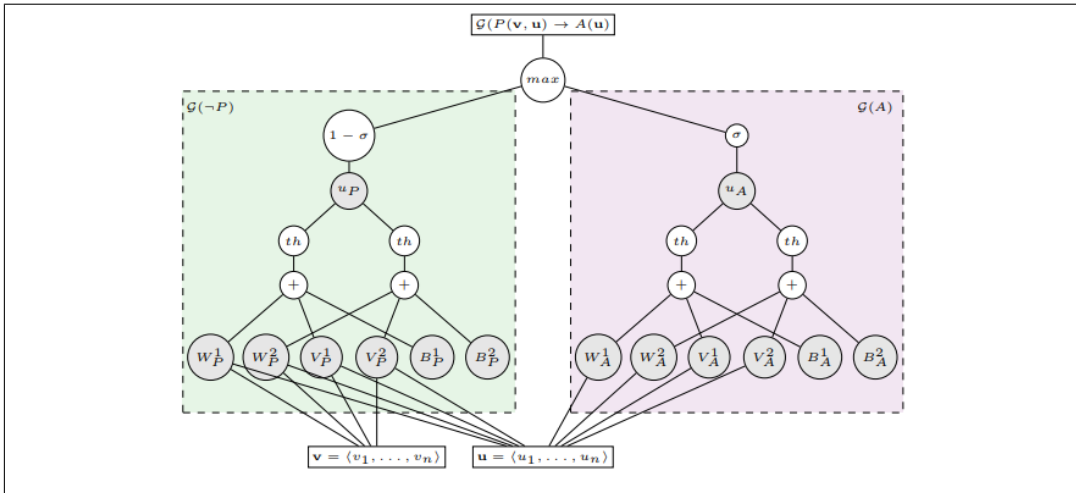 𝒢(P(v, u) → A(u)
max
𝒢(¬P)
𝒢(A)
1 − σ
σ
u_P
u_A
th th th th
+ + + +
W_P^1 W_P^2 V_P^1 V_P^2 B_P^1 B_P^2 W_A^1 W_A^2 V_A^1 V_A^2 B_A^1 B_A^2
v = ⟨v_1, . . . , v_n⟩ u = ⟨u_1, . . . , u_n⟩